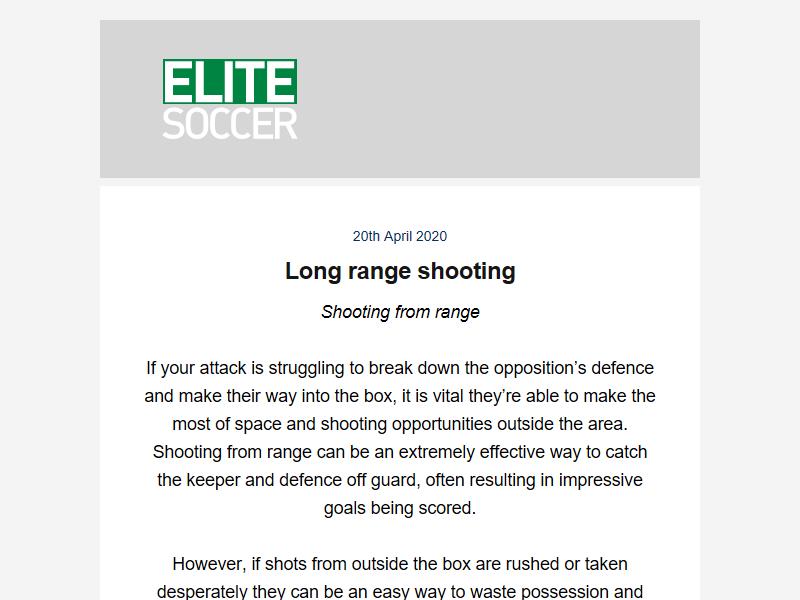 ELITE
SOCCER
20th April 2020
Long range shooting
Shooting from range
If your attack is struggling to break down the opposition’s defence
and make their way into the box, it is vital they’re able to make the
most of space and shooting opportunities outside the area.
Shooting from range can be an extremely effective way to catch
the keeper and defence off guard, often resulting in impressive
goals being scored.
However, if shots from outside the box are rushed or taken
desperately they can be an easy way to waste possession and